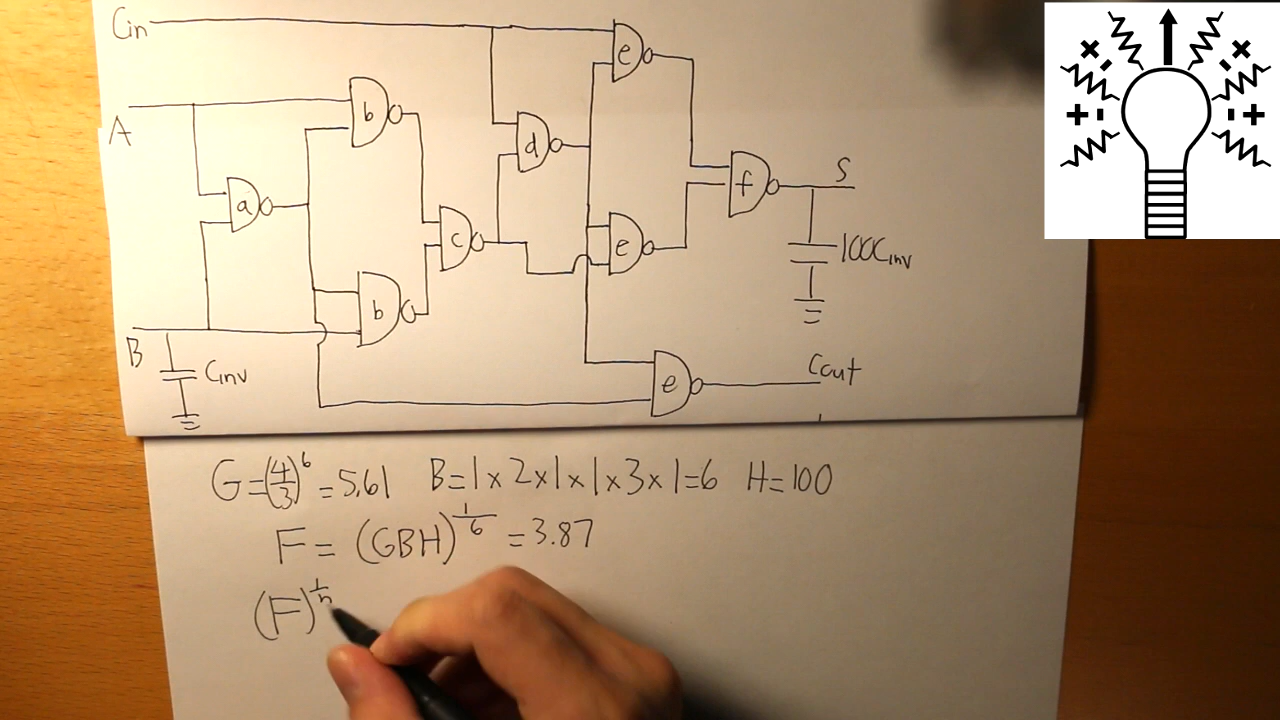 Cin
A
B
Cinv
a
b
b
c
d
e
e
e
f
S
100Cinv
Cout
G=(4/3)^6=5.61 B=1×2×1×1×3×1=6 H=100
F=(GBH)^1/6=3.87
(F)^1/n